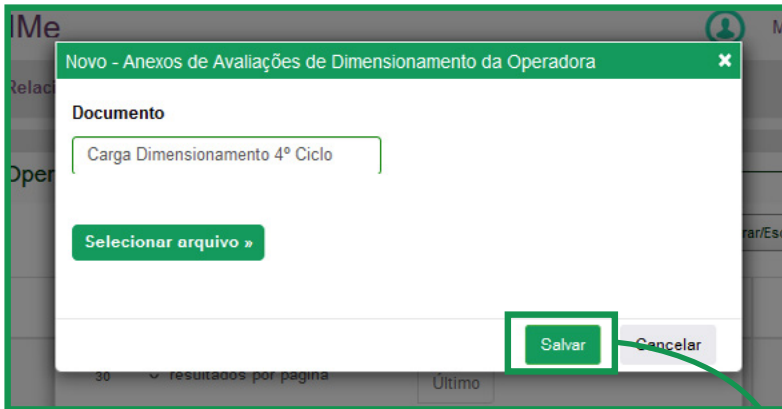 IMe
M
Novo - Anexos de Avaliações de Dimensionamento da Operadora ×
Relaci
Documento
Carga Dimensionamento 4º Ciclo
Oper
Selecionar arquivo »
rar/Esc
Salvar Cancelar
30 resultados por página
Último